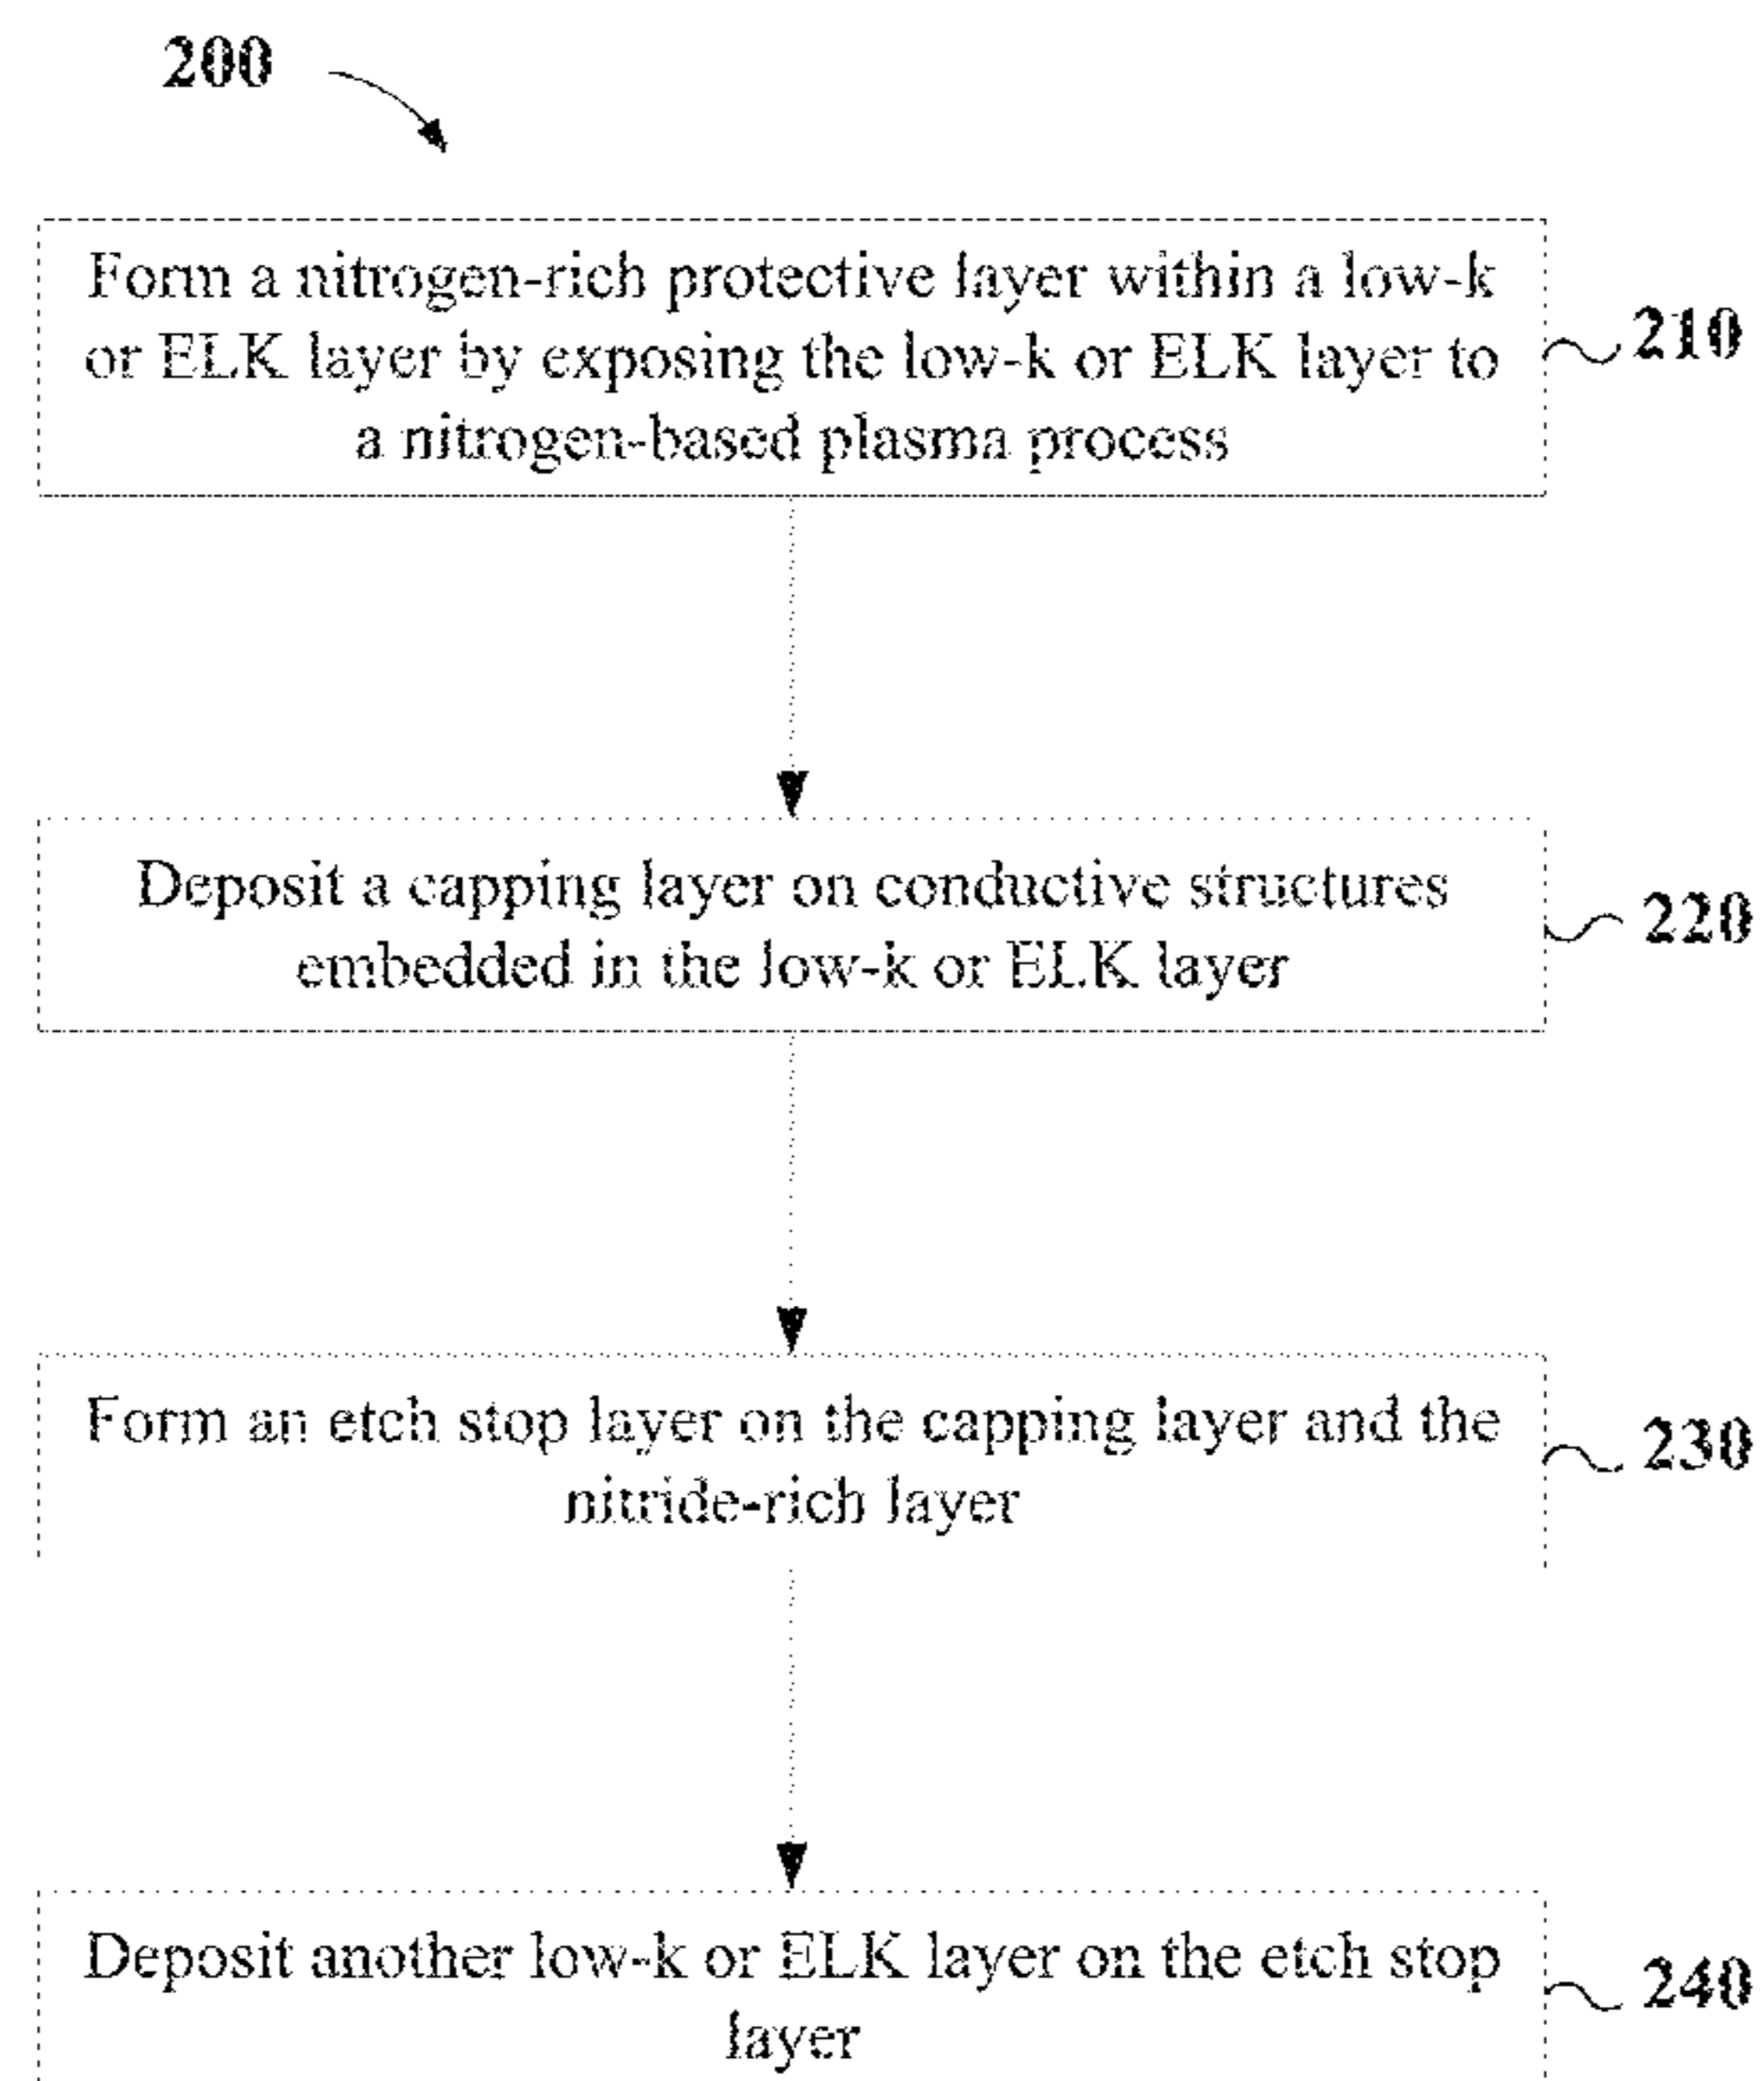 200
Form a nitrogen-rich protective layer within a low-k
or ELK layer by exposing the low-k or ELK layer to
a nitrogen-based plasma process
210
Deposit a capping layer on conductive structures
embedded in the low-k or ELK layer
220
Form an etch stop layer on the capping layer and the
nitride-rich layer
230
Deposit another low-k or ELK layer on the etch stop
layer
240